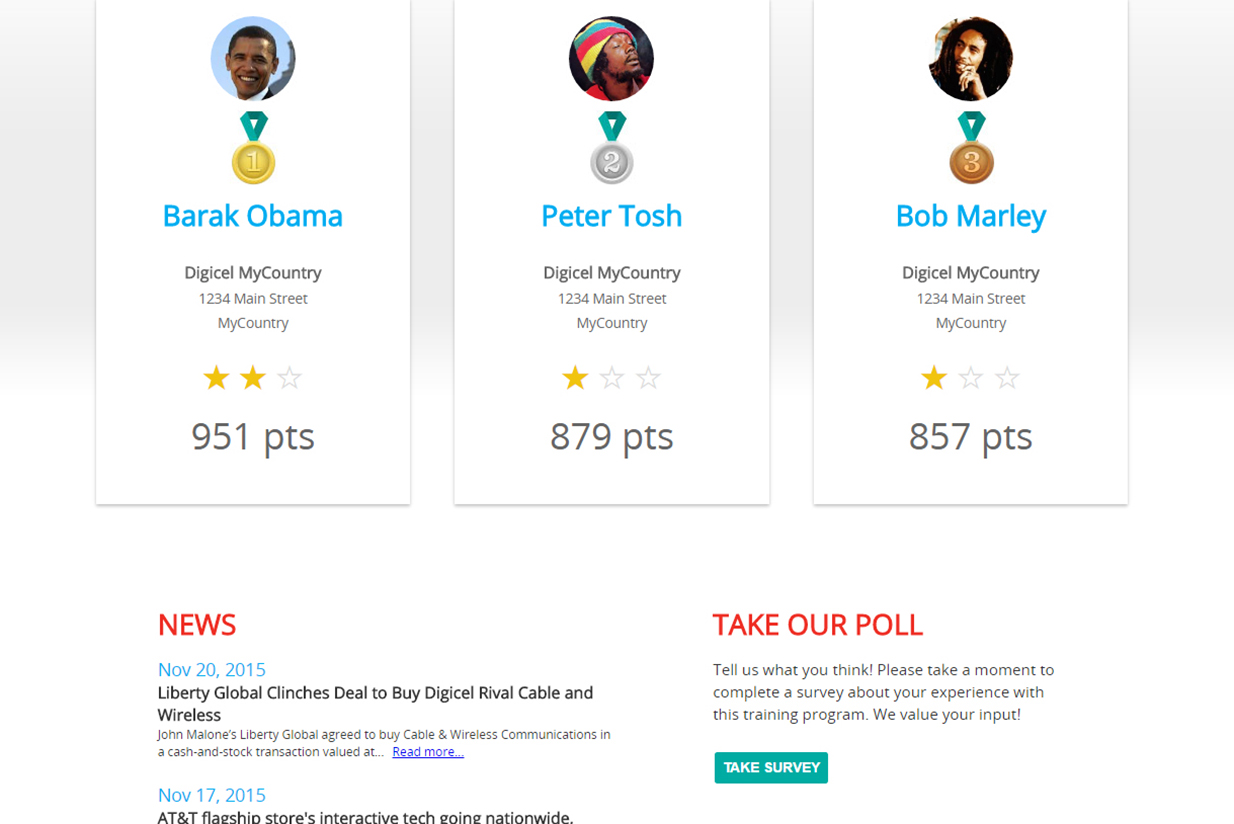 1
2
3
Barak Obama
Peter Tosh
Bob Marley
Digicel MyCountry
1234 Main Street
MyCountry
Digicel MyCountry
1234 Main Street
MyCountry
Digicel MyCountry
1234 Main Street
MyCountry
951 pts
879 pts
857 pts
NEWS
Nov 20, 2015
Liberty Global Clinches Deal to Buy Digicel Rival Cable and
Wireless
John Malone’s Liberty Global agreed to buy Cable & Wireless Communications in
a cash-and-stock transaction valued at... Read more...
Nov 17, 2015
AT&T flagship store's interactive tech going nationwide,
TAKE OUR POLL
Tell us what you think! Please take a moment to
complete a survey about your experience with
this training program. We value your input!
TAKE SURVEY